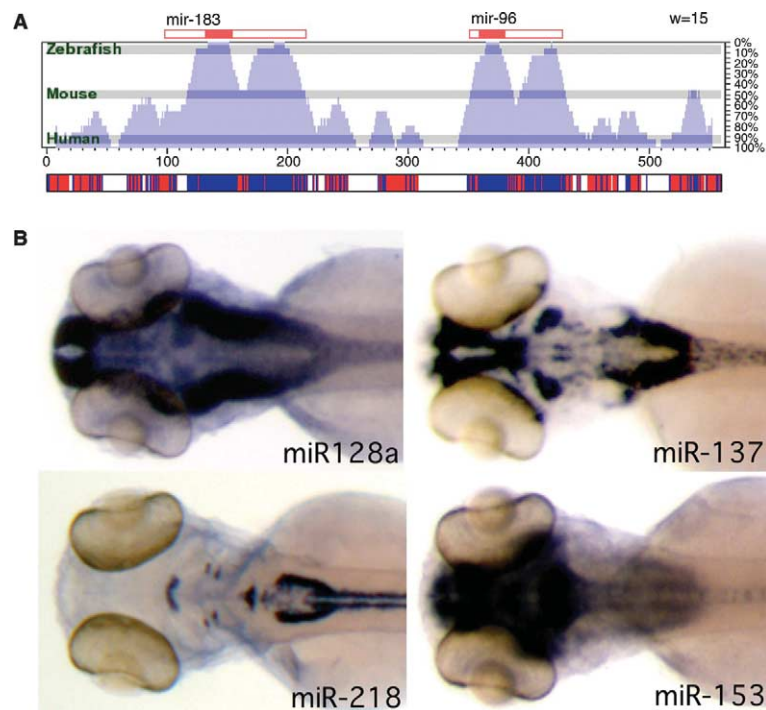 A
mir-183
mir-96
w=15
Zebrafish
Mouse
Human
0%
10%
20%
30%
40%
50%
60%
70%
80%
90%
100%
0 100 200 300 400 500
B
miR128a
miR-137
miR-218
miR-153